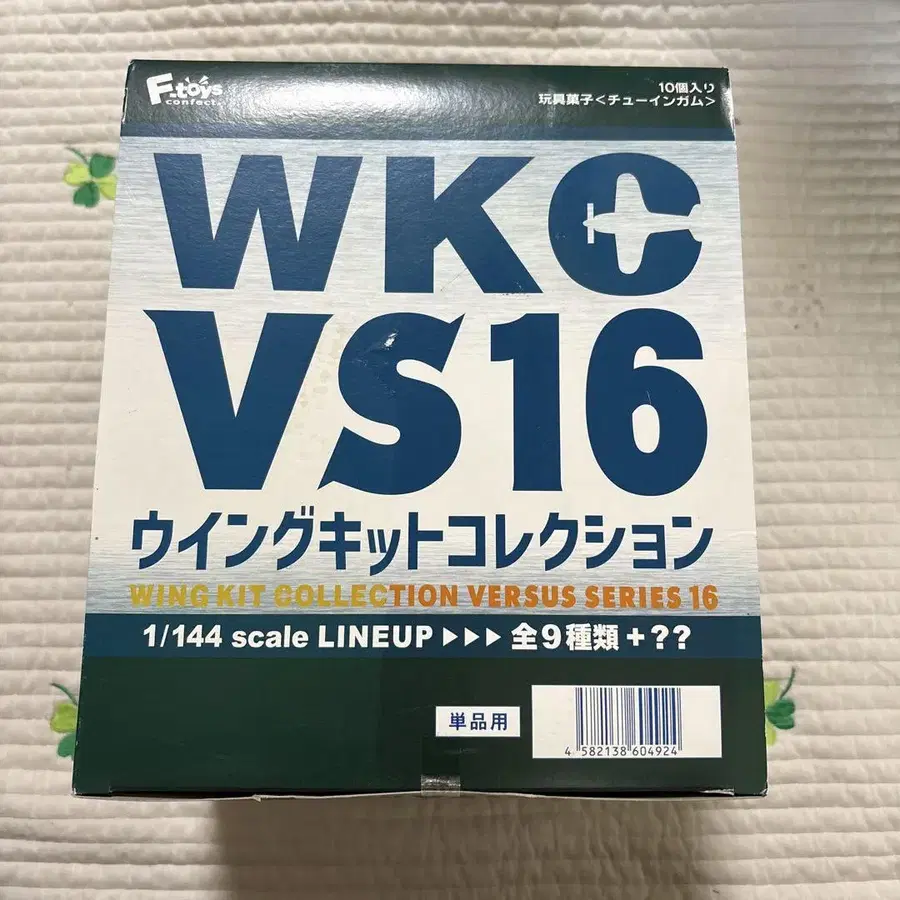 F-toys
confect.
10個入り
玩具菓子<チューインガム>
WKC
VS16
ウイングキットコレクション
WING KIT COLLECTION VERSUS SERIES 16
1/144 scale LINEUP ▶▶▶ 全9種類+??
単品用
4 582138 604924